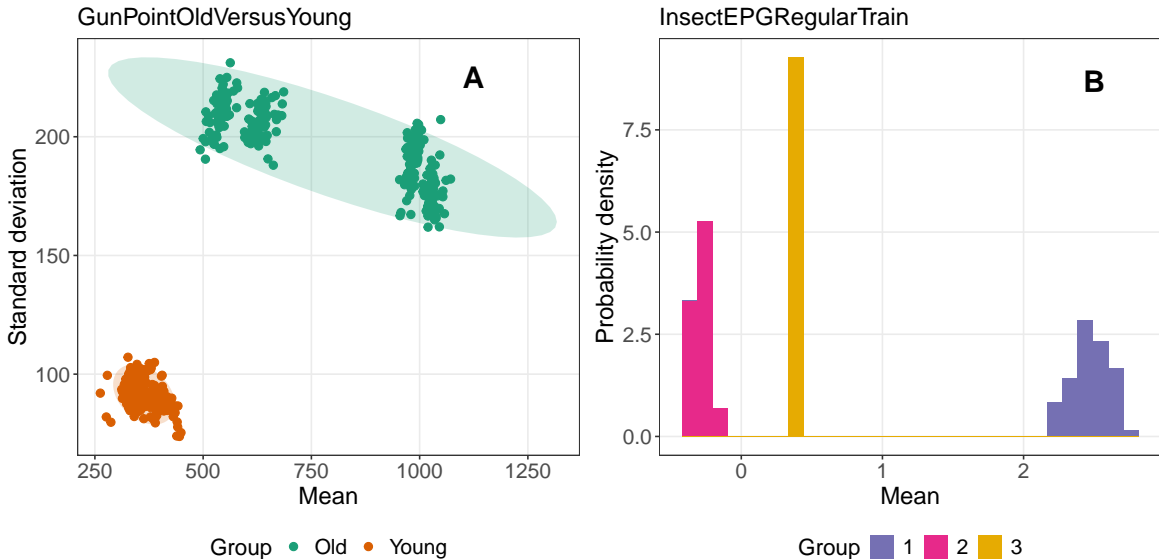 GunPointOldVersusYoung
A
Standard deviation
200
150
100
250
500
750
1000
1250
Mean
Group Old Young
InsectEPGRegularTrain
B
Probability density
7.5
5.0
2.5
0.0
0
1
2
Mean
Group 1 2 3